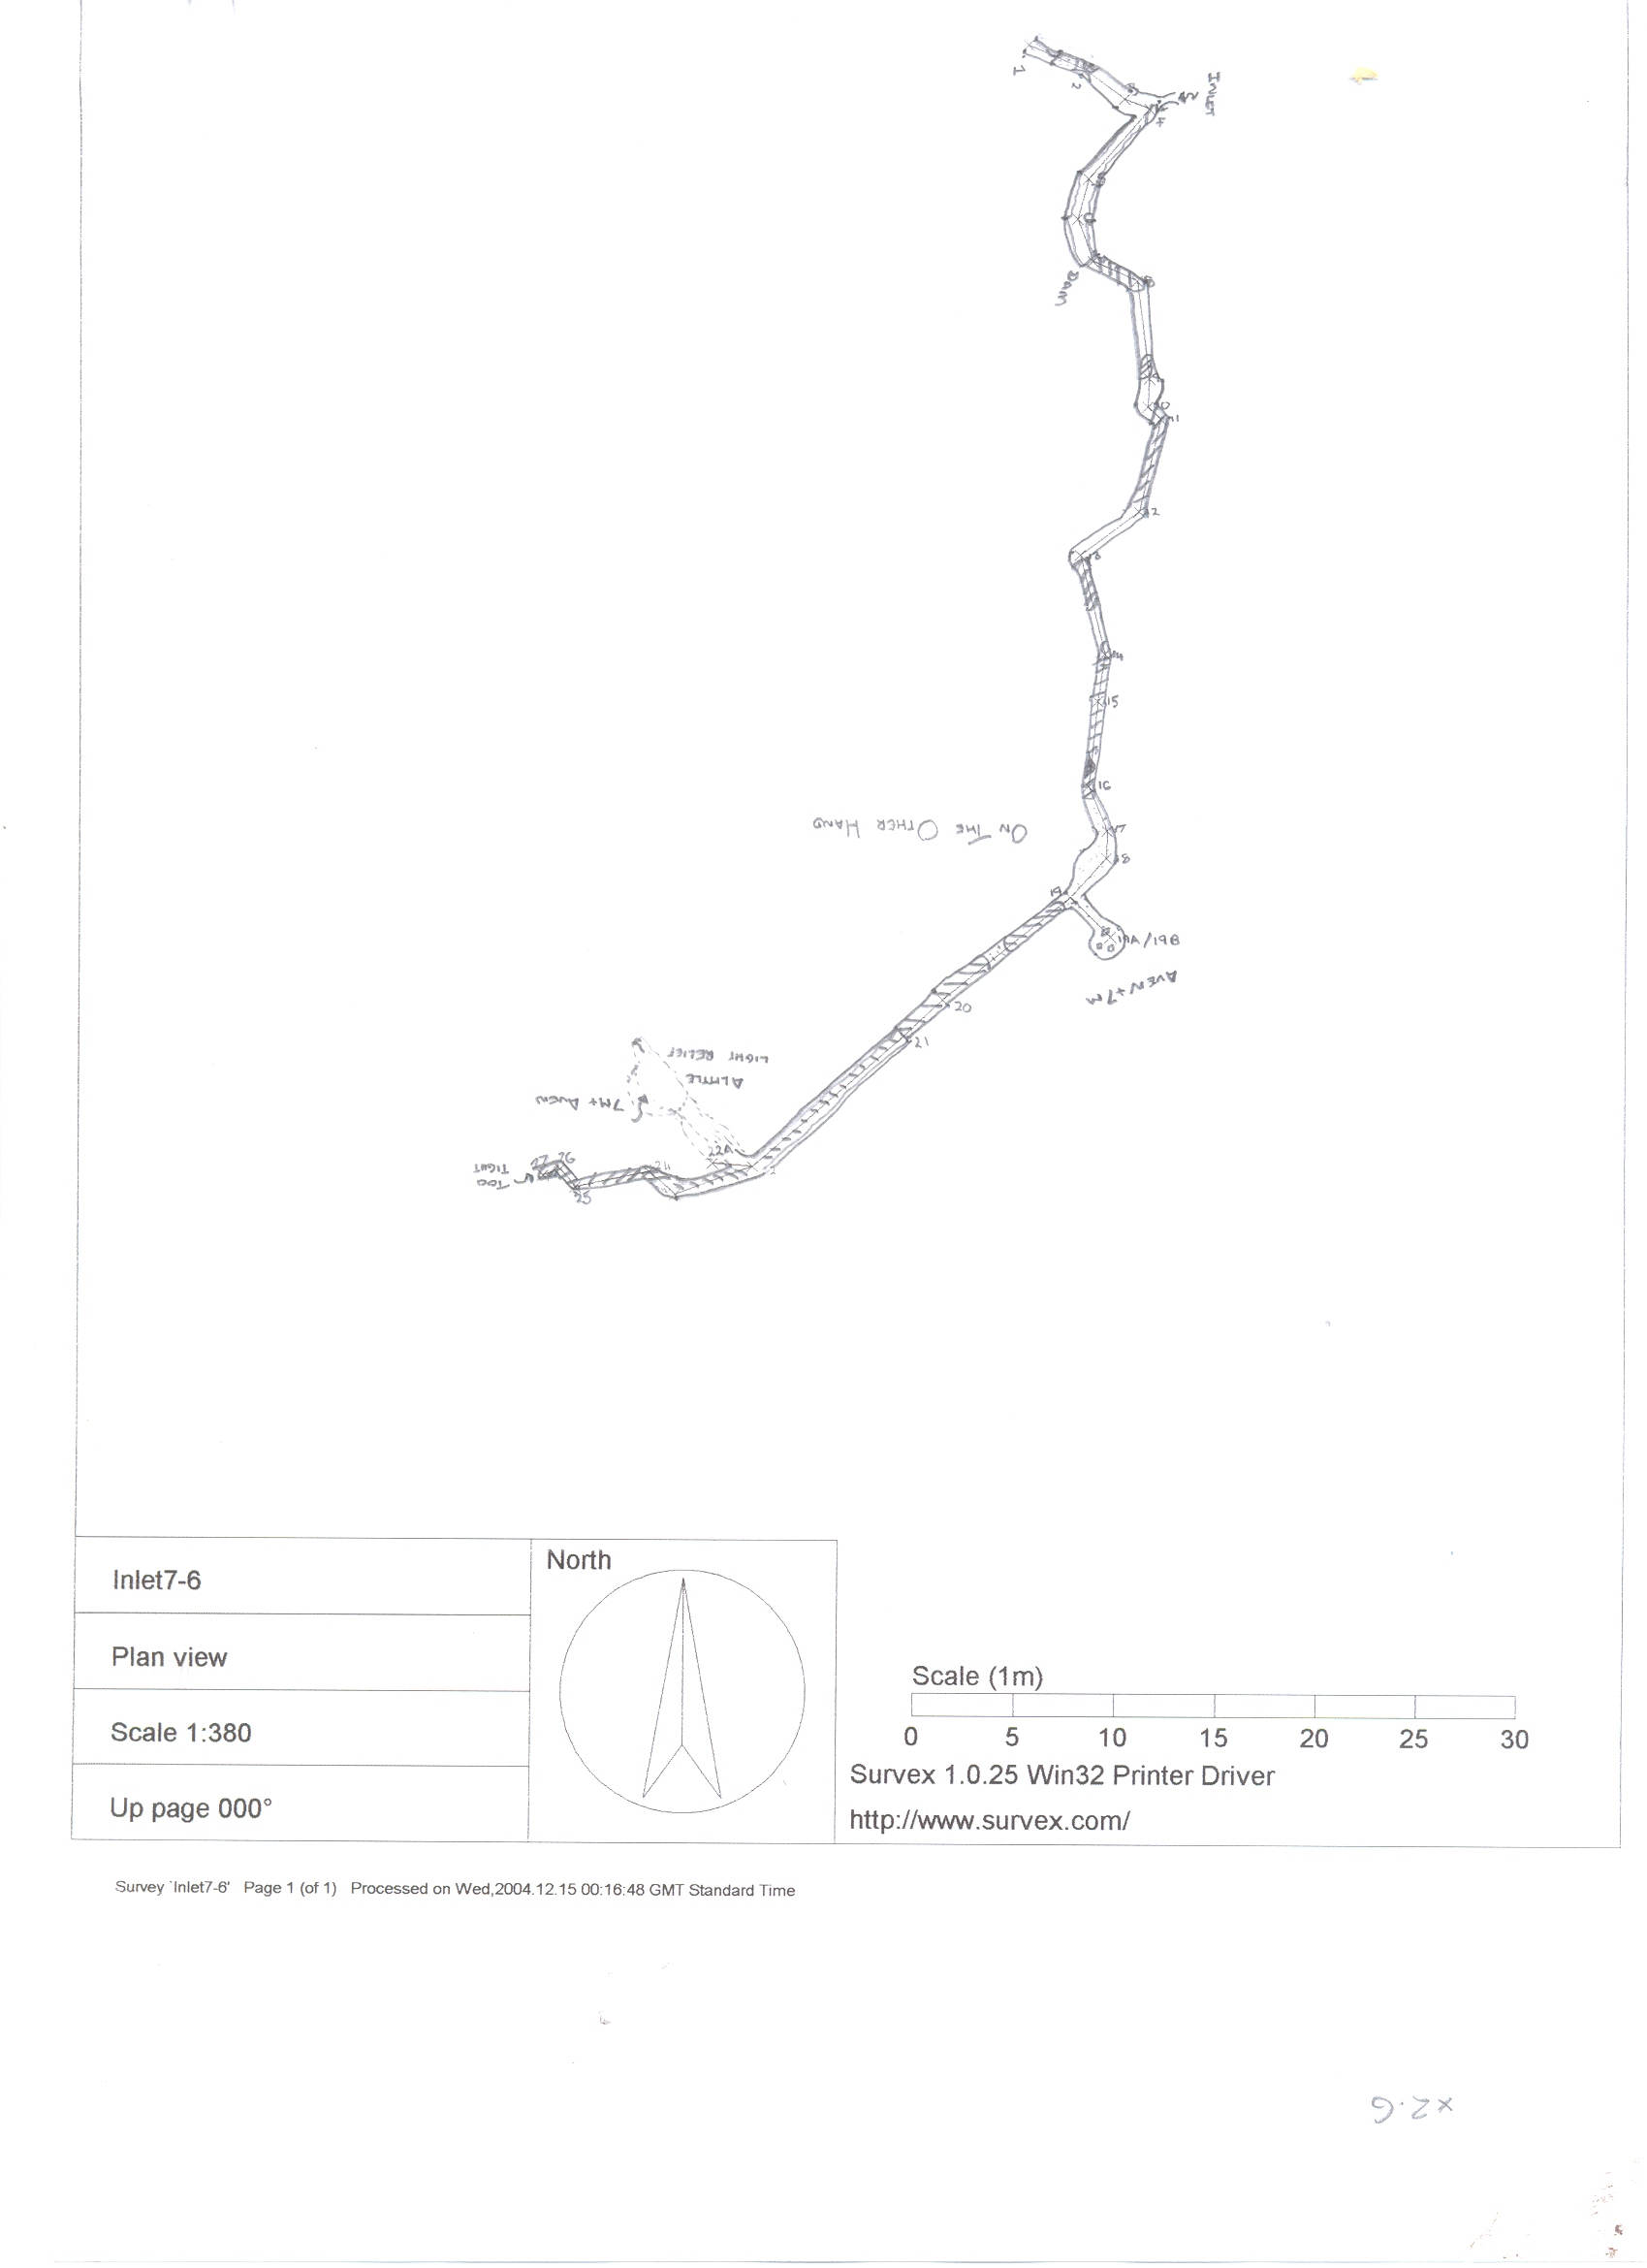 1
2
INLET
DAM
11
12
14
15
16
17
18
ON THE OTHER HAND
19
19A/19B
AVEN+7M
20
21
A LITTLE
LIGHT RELIEF
7M+ AVEN
22A
TOO
TIGHT
27 26
24
25
Inlet7-6
Plan view
Scale 1:380
Up page 000°
North
Scale (1m)
0 5 10 15 20 25 30
Survex 1.0.25 Win32 Printer Driver
http://www.survex.com/
Survey `Inlet7-6' Page 1 (of 1) Processed on Wed,2004.12.15 00:16:48 GMT Standard Time
x2.6